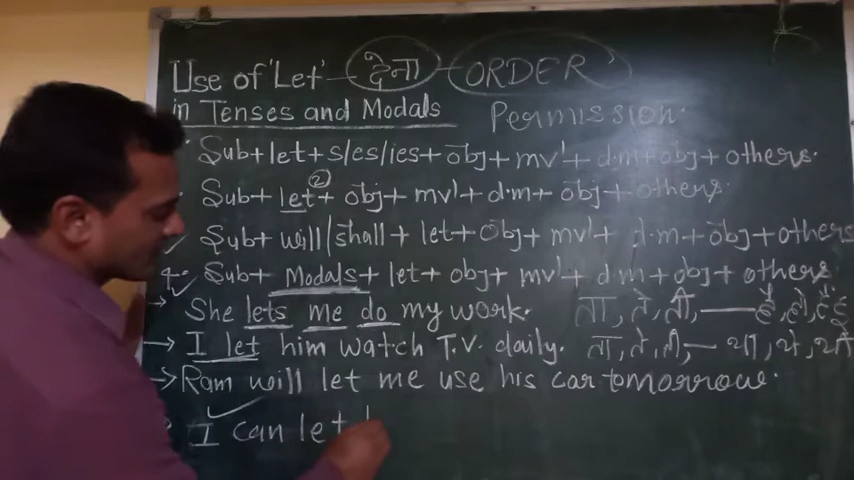 Use of 'Let' — देना — ORDER'
in Tenses and Modals Permission.
Sub+let+s/es/ies+obj+mv¹+d.m+obj+others.
Sub+ let②+ obj+ mv¹+ d.m+ obj+ others.
Sub+ will/shall + let+ obj+ mv¹+ d.m+obj+others
4. Sub+ Modals+ let+ obj+ mv¹+ d.m+ obj+ others.
→ She lets me do my work. ता, ते, ती, — है, हो, हैं, हूँ
→ I let him watch T.V. daily. ता, ते, ती, — था, थे, थी
→ Ram will let me use his car tomorrow.
I can let